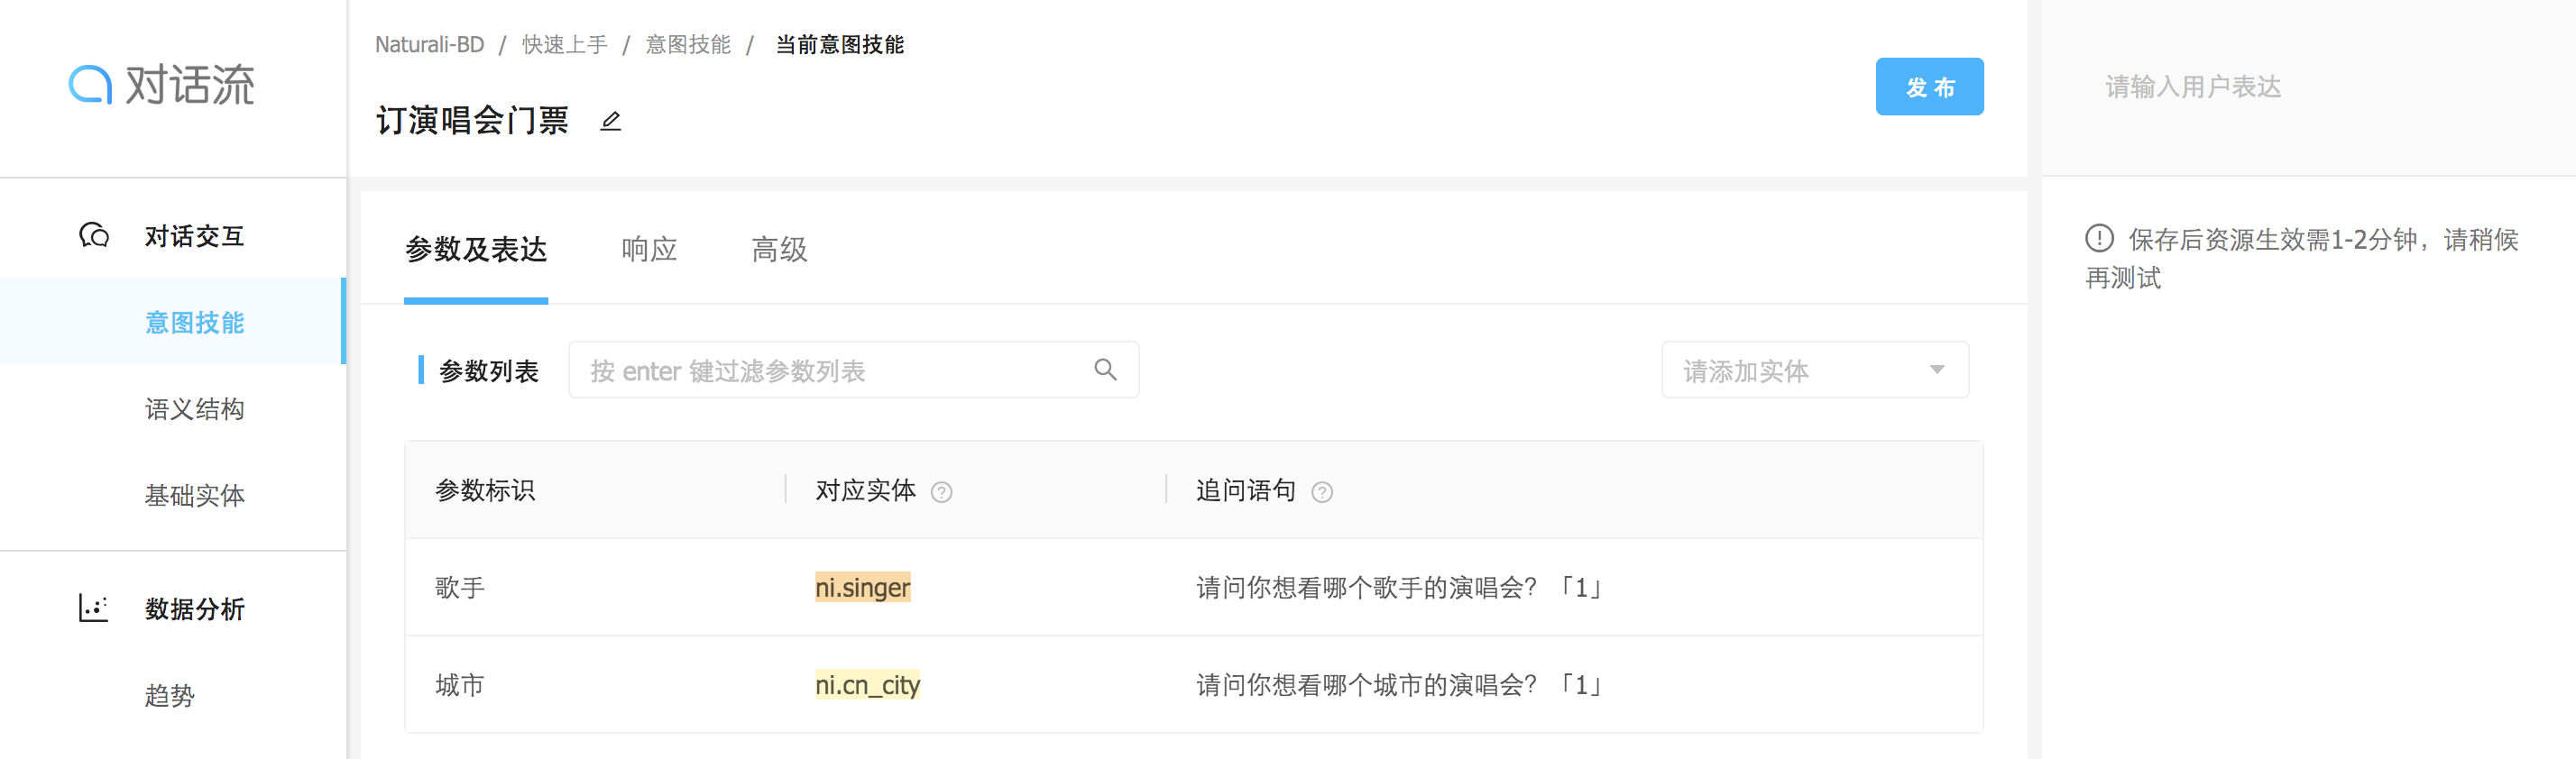 对话流
Naturali-BD / 快速上手 / 意图技能 / 当前意图技能
订演唱会门票
发 布
请输入用户表达
对话交互
意图技能
语义结构
基础实体
数据分析
趋势
参数及表达 响应 高级
参数列表 按 enter 键过滤参数列表 请添加实体
参数标识 对应实体 ? 追问语句 ?
歌手 ni.singer 请问你想看哪个歌手的演唱会？「1」
城市 ni.cn_city 请问你想看哪个城市的演唱会？「1」
保存后资源生效需1-2分钟，请稍候
再测试